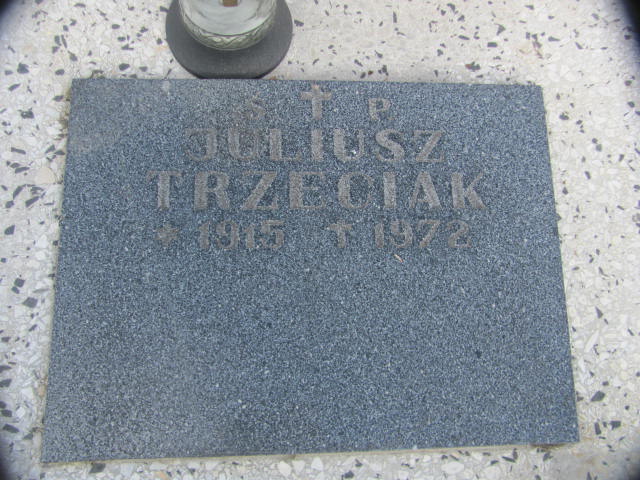 Ś † P
JULIUSZ
TRZECIAK
* 1915 † 1972